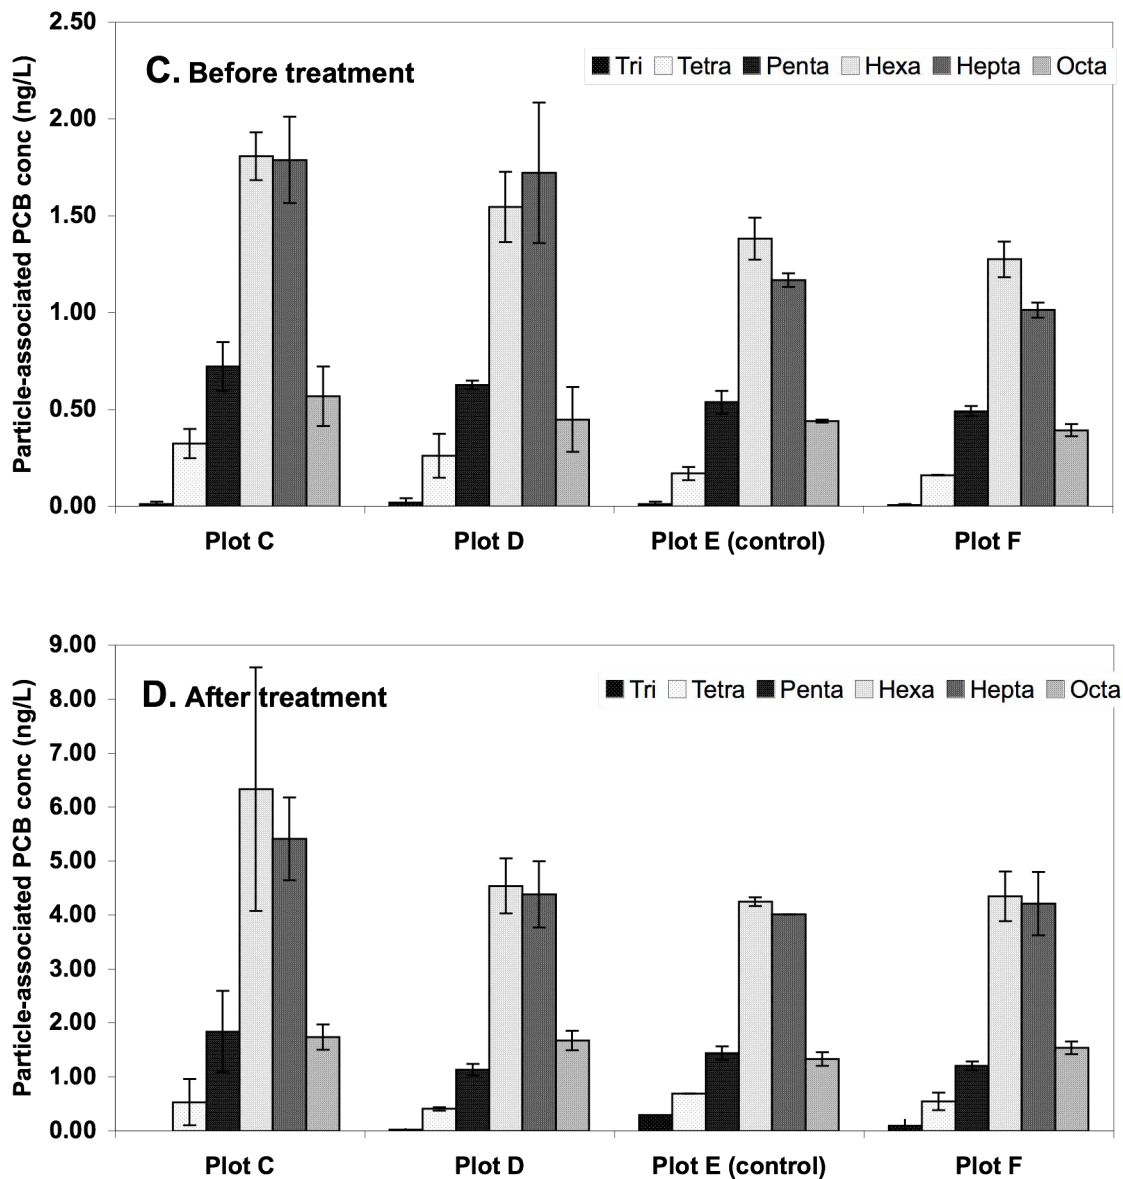 C. Before treatment
Tri Tetra Penta Hexa Hepta Octa
Particle-associated PCB conc (ng/L)
2.50
2.00
1.50
1.00
0.50
0.00
Plot C Plot D Plot E (control) Plot F
D. After treatment
Tri Tetra Penta Hexa Hepta Octa
Particle-associated PCB conc (ng/L)
9.00
8.00
7.00
6.00
5.00
4.00
3.00
2.00
1.00
0.00
Plot C Plot D Plot E (control) Plot F